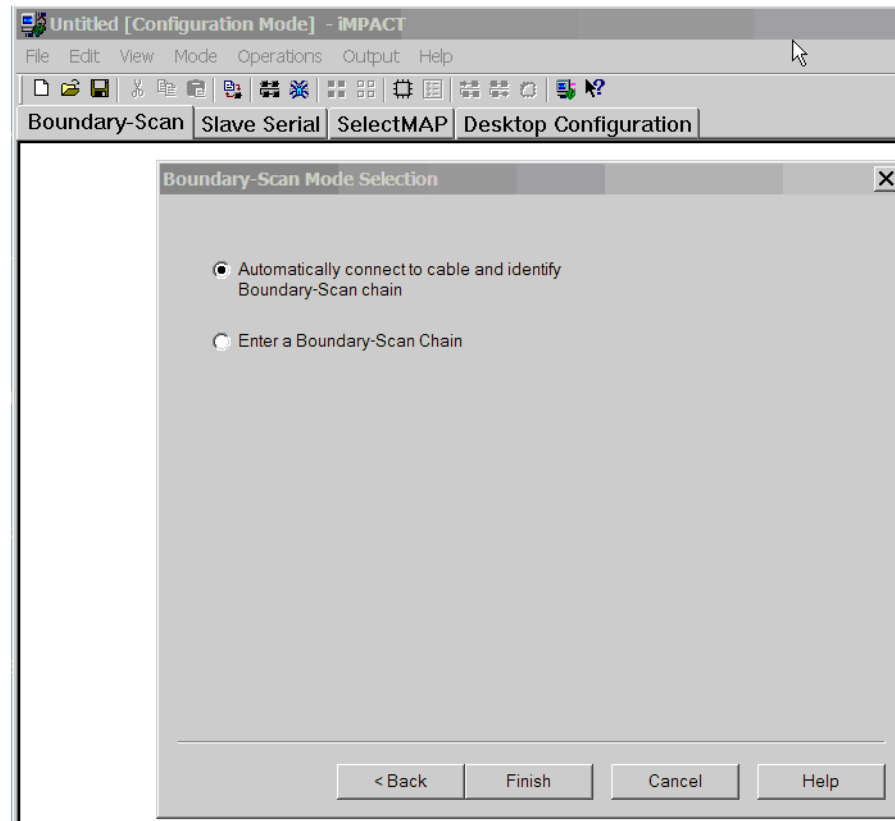 Untitled [Configuration Mode] - iMPACT
File Edit View Mode Operations Output Help
Boundary-Scan Slave Serial SelectMAP Desktop Configuration
Boundary-Scan Mode Selection
Automatically connect to cable and identify
Boundary-Scan chain
Enter a Boundary-Scan Chain
< Back Finish Cancel Help